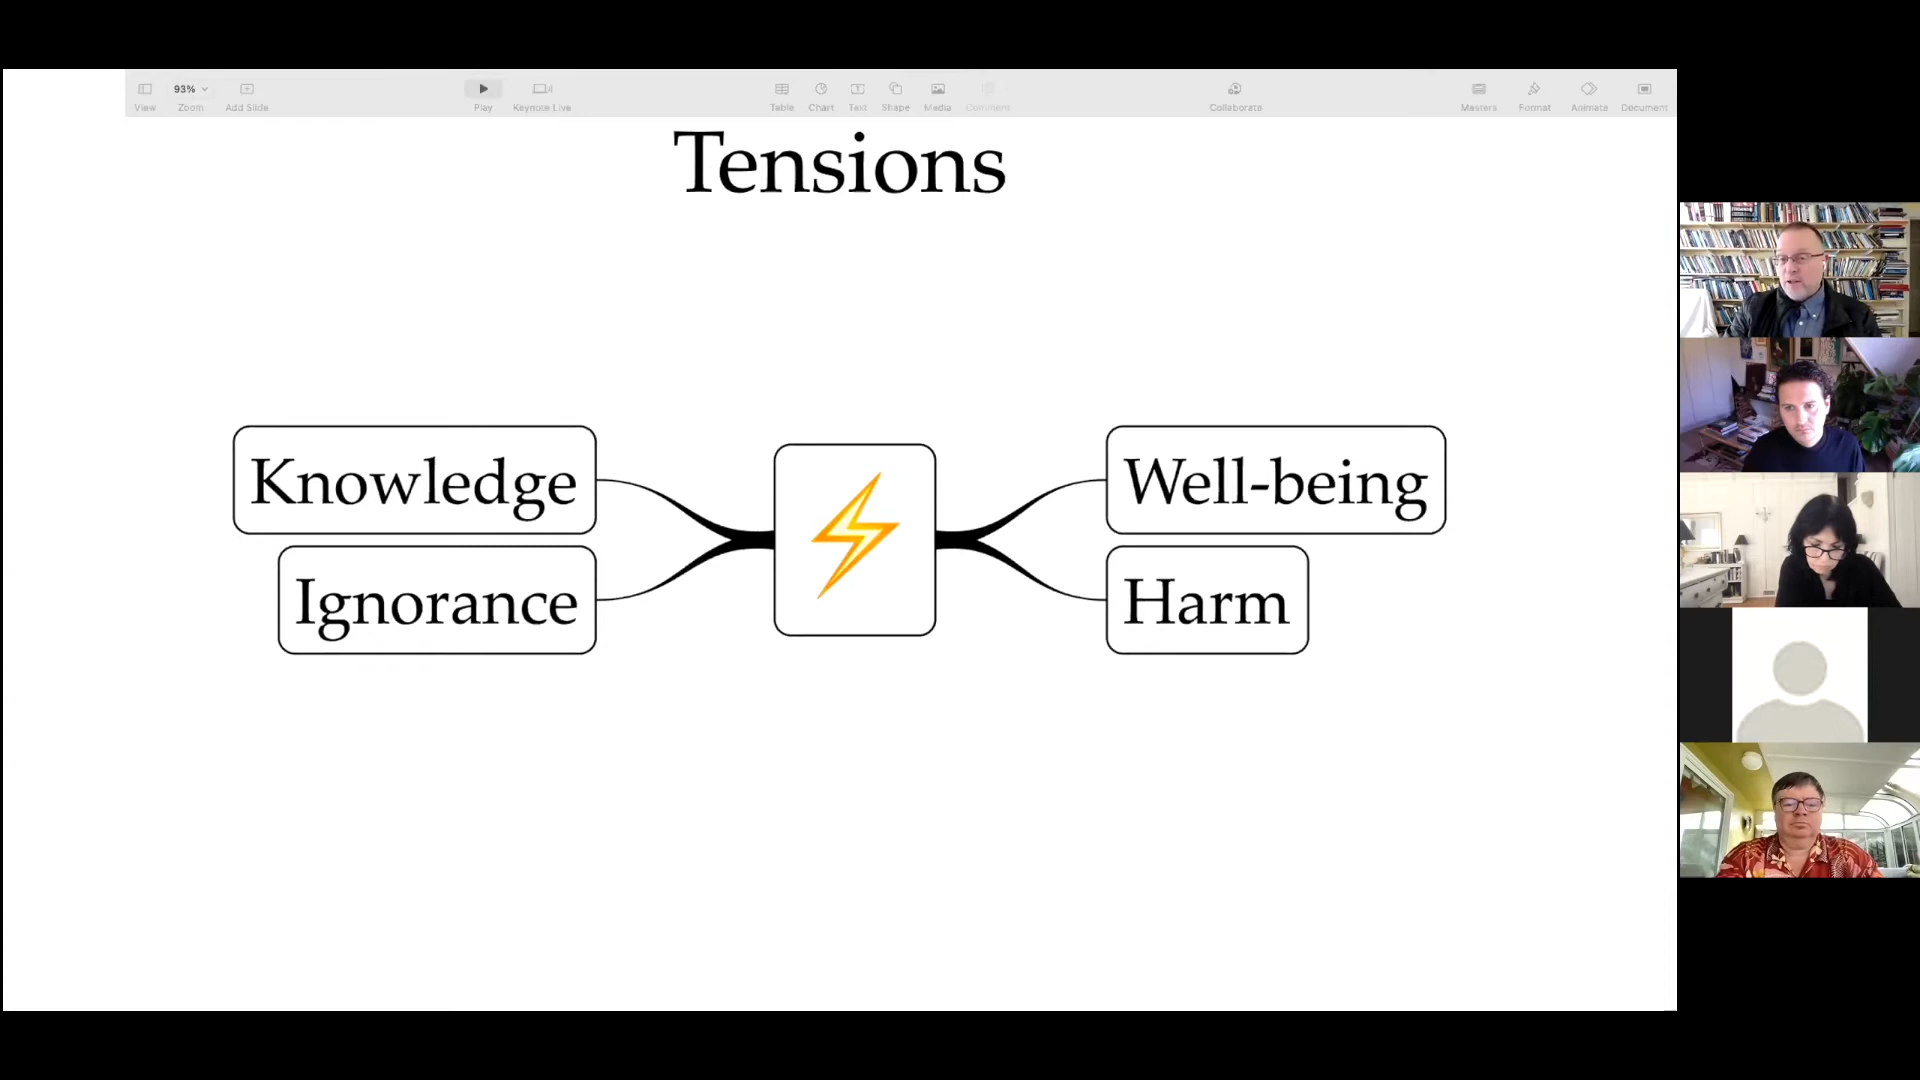 93%
View
Zoom
Add Slide
Play
Keynote Live
Table
Chart
Text
Shape
Media
Comment
Collaborate
Masters
Format
Animate
Document
Tensions
Knowledge
Ignorance
Well-being
Harm